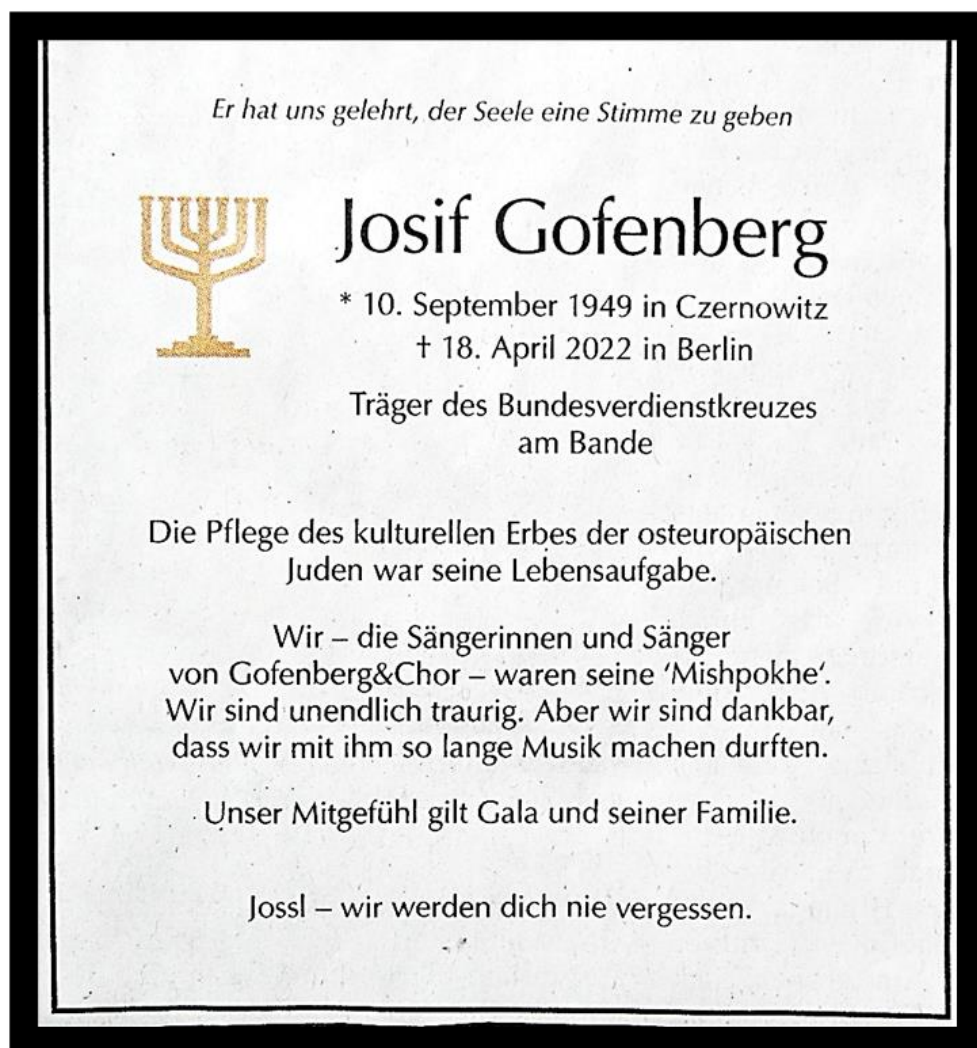 Er hat uns gelehrt, der Seele eine Stimme zu geben
Josif Gofenberg
* 10. September 1949 in Czernowitz
† 18. April 2022 in Berlin
Träger des Bundesverdienstkreuzes
am Bande
Die Pflege des kulturellen Erbes der osteuropäischen
Juden war seine Lebensaufgabe.
Wir – die Sängerinnen und Sänger
von Gofenberg&Chor – waren seine ‘Mishpokhe’.
Wir sind unendlich traurig. Aber wir sind dankbar,
dass wir mit ihm so lange Musik machen durften.
Unser Mitgefühl gilt Gala und seiner Familie.
Jossl – wir werden dich nie vergessen.